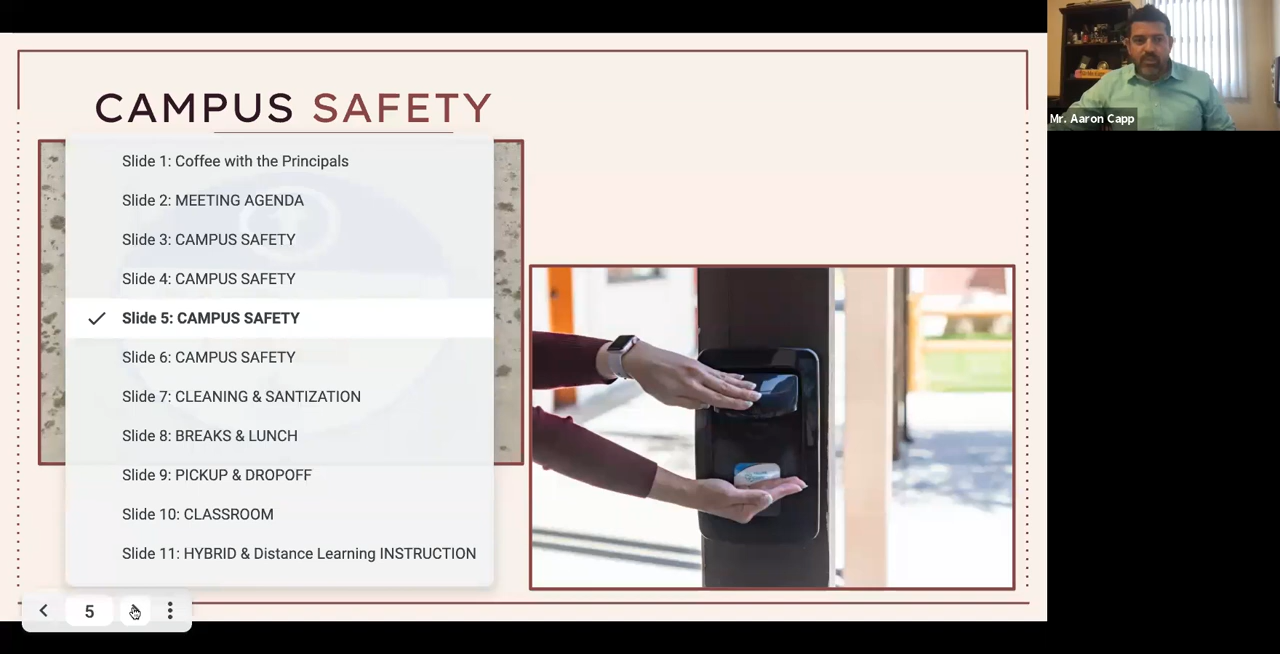 CAMPUS SAFETY
Slide 1: Coffee with the Principals
Slide 2: MEETING AGENDA
Slide 3: CAMPUS SAFETY
Slide 4: CAMPUS SAFETY
Slide 5: CAMPUS SAFETY
Slide 6: CAMPUS SAFETY
Slide 7: CLEANING & SANTIZATION
Slide 8: BREAKS & LUNCH
Slide 9: PICKUP & DROPOFF
Slide 10: CLASSROOM
Slide 11: HYBRID & Distance Learning INSTRUCTION
5
Mr. Aaron Capp